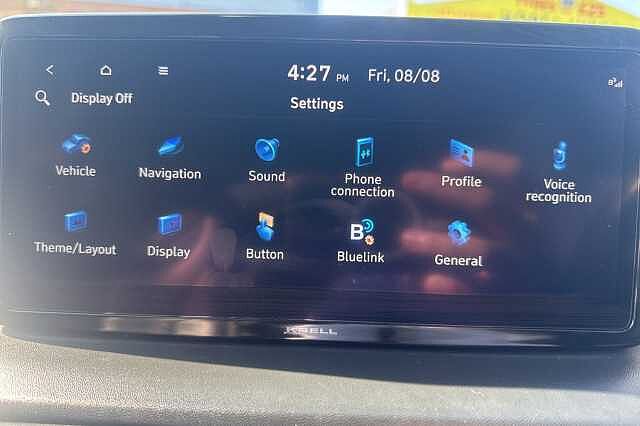 4:27 PM Fri, 08/08
Display Off
Settings
Vehicle
Navigation
Sound
Phone
connection
Profile
Voice
recognition
Theme/Layout
Display
Button
Bluelink
General